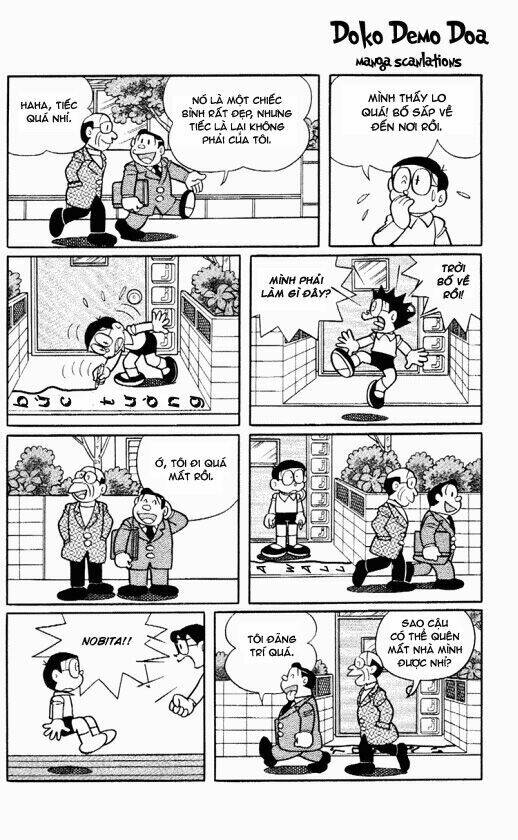 DOKO DEMO DOA
MANGA SCANLATIONS
MÌNH THẤY LO
QUÁ! BỐ SẮP VỀ
ĐẾN NƠI RỒI.
NÓ LÀ MỘT CHIẾC
BÌNH RẤT ĐẸP, NHƯNG
TIẾC LÀ LẠI KHÔNG
PHẢI CỦA TÔI.
HAHA, TIẾC
QUÁ NHỈ.
TRỜI
BỐ VỀ
RỒI!
MÌNH PHẢI
LÀM GÌ ĐÂY?
bức tường
A WALL
Ớ, TÔI ĐI QUÁ
MẤT RỒI.
SAO CẬU
CÓ THỂ QUÊN
MẤT NHÀ MÌNH
ĐƯỢC NHỈ?
TÔI ĐÃNG
TRÍ QUÁ.
NOBITA!!